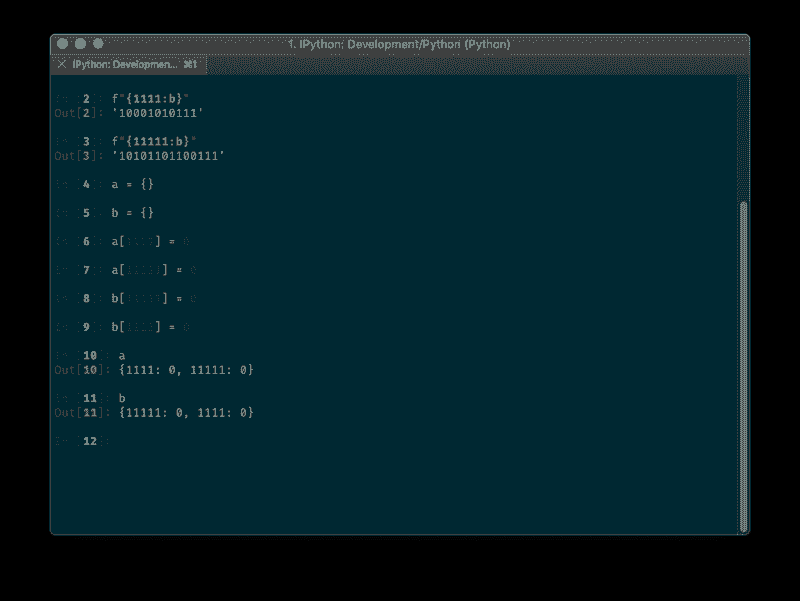 1. IPython: Development/Python (Python)
IPython: Developmen... ⌘1
In [2]: f"{1111:b}"
Out[2]: '10001010111'
In [3]: f"{11111:b}"
Out[3]: '10101101100111'
In [4]: a = {}
In [5]: b = {}
In [6]: a[1111] = 0
In [7]: a[11111] = 0
In [8]: b[11111] = 0
In [9]: b[1111] = 0
In [10]: a
Out[10]: {1111: 0, 11111: 0}
In [11]: b
Out[11]: {11111: 0, 1111: 0}
In [12]: